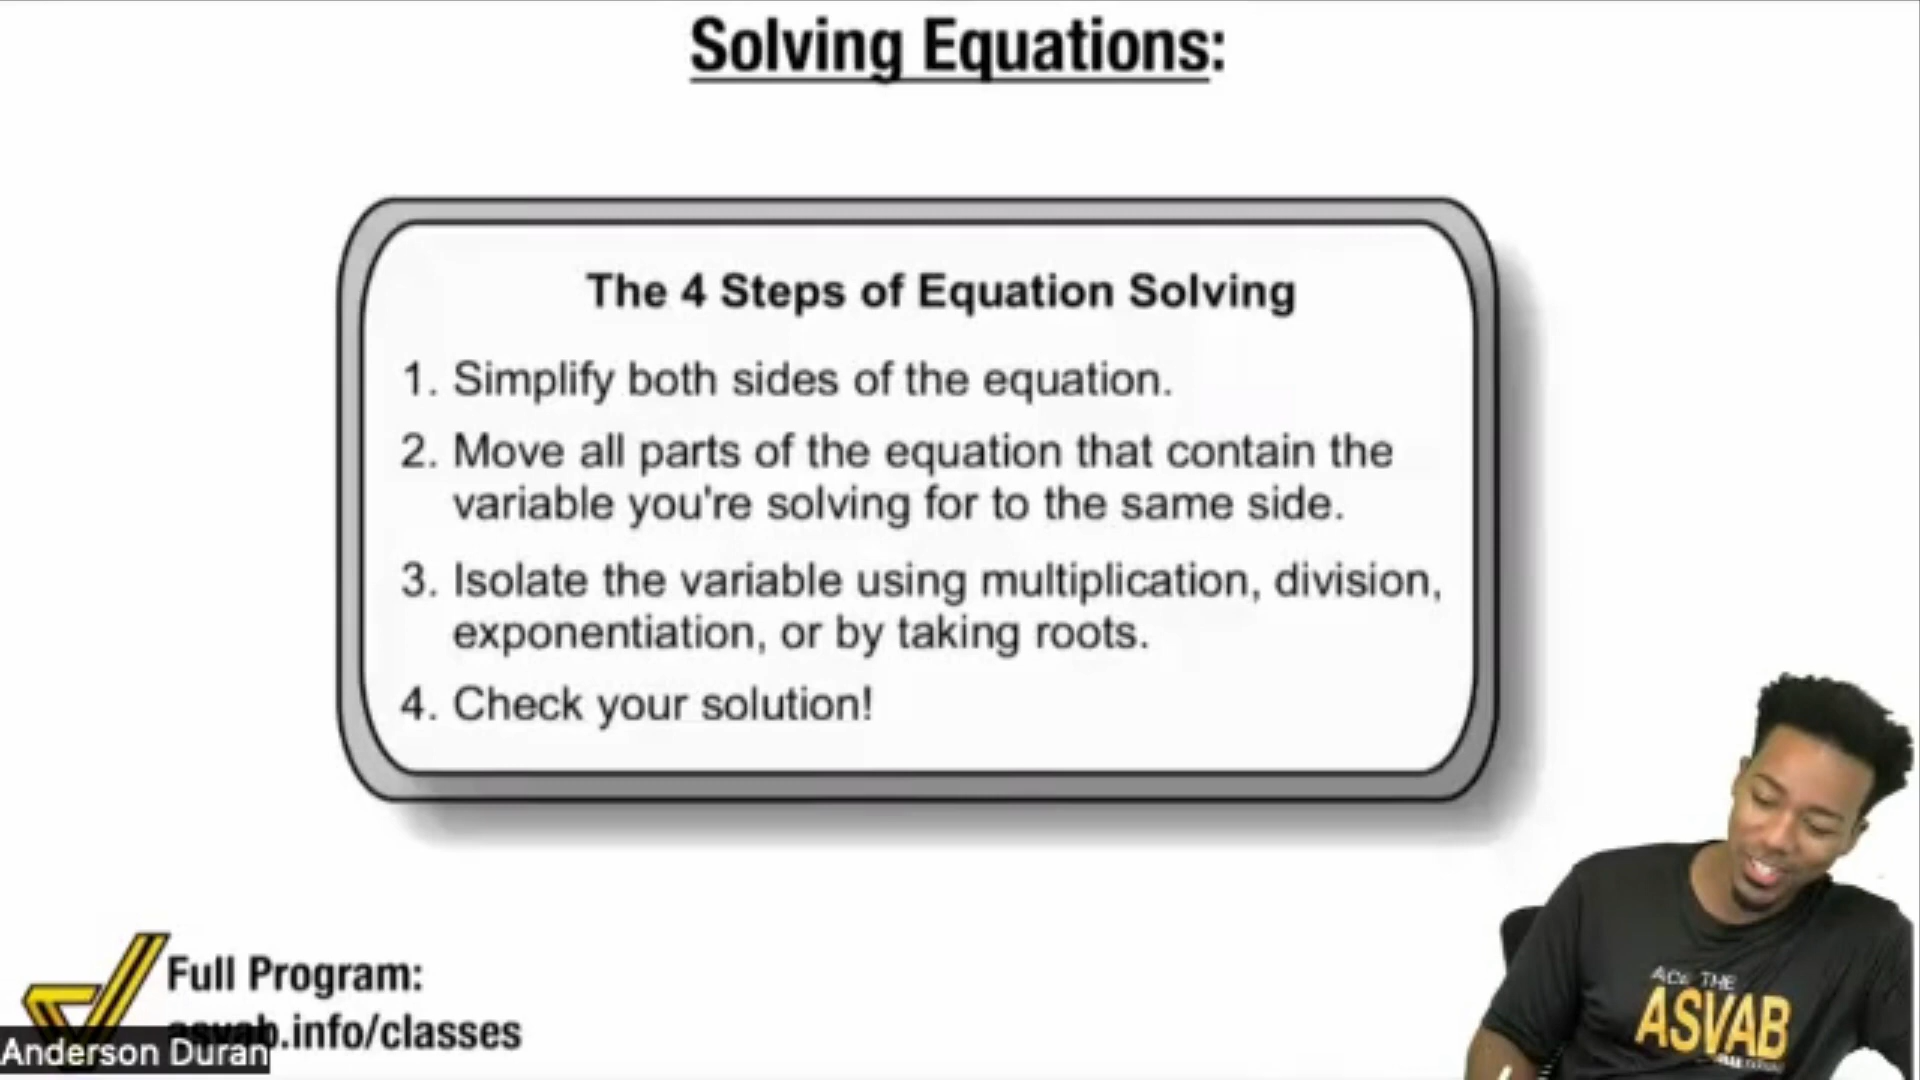 Solving Equations:
The 4 Steps of Equation Solving
1. Simplify both sides of the equation.
2. Move all parts of the equation that contain the
variable you're solving for to the same side.
3. Isolate the variable using multiplication, division,
exponentiation, or by taking roots.
4. Check your solution!
Full Program:
asvab.info/classes
Anderson Duran
ACE THE
ASVAB